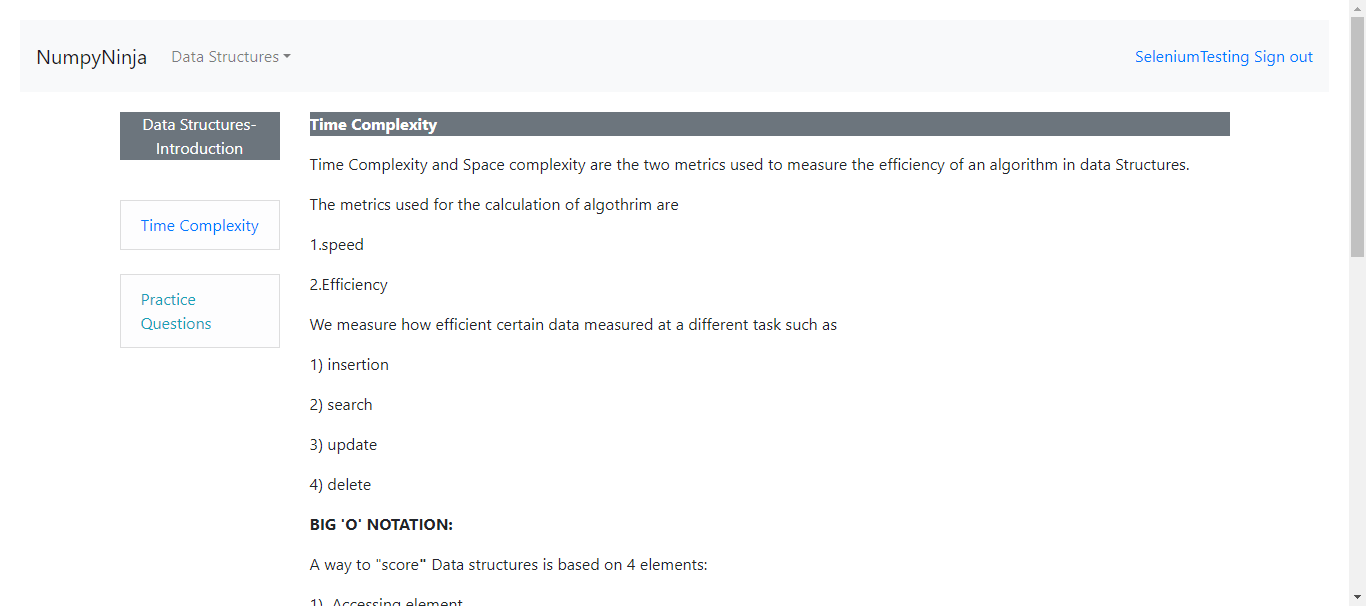 NumpyNinja Data Structures SeleniumTesting Sign out
Data Structures-
Introduction
Time Complexity
Practice
Questions
Time Complexity
Time Complexity and Space complexity are the two metrics used to measure the efficiency of an algorithm in data Structures.
The metrics used for the calculation of algothrim are
1.speed
2.Efficiency
We measure how efficient certain data measured at a different task such as
1) insertion
2) search
3) update
4) delete
BIG 'O' NOTATION:
A way to "score" Data structures is based on 4 elements:
1). Accessing element